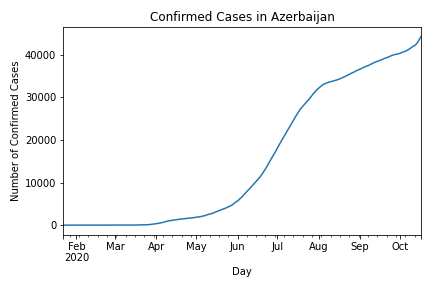 Confirmed Cases in Azerbaijan
Number of Confirmed Cases
40000
30000
20000
10000
0
Feb Mar Apr May Jun Jul Aug Sep Oct
2020
Day